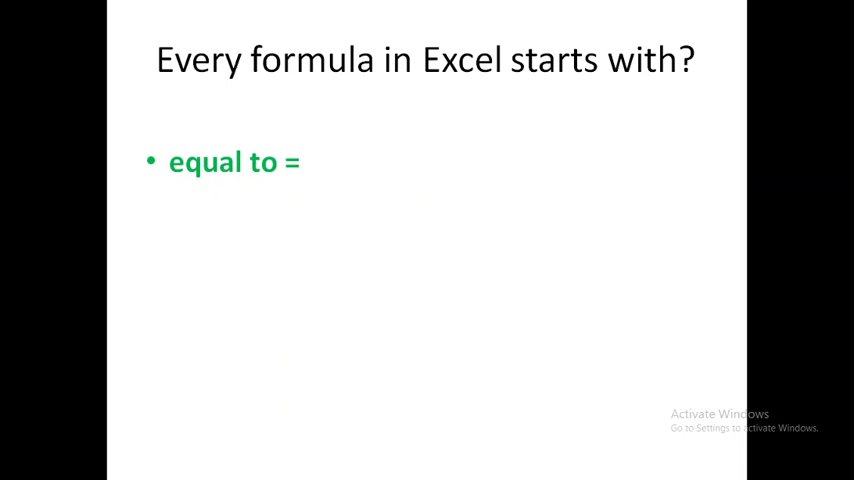 Every formula in Excel starts with?
• equal to =
Activate Windows
Go to Settings to activate Windows.